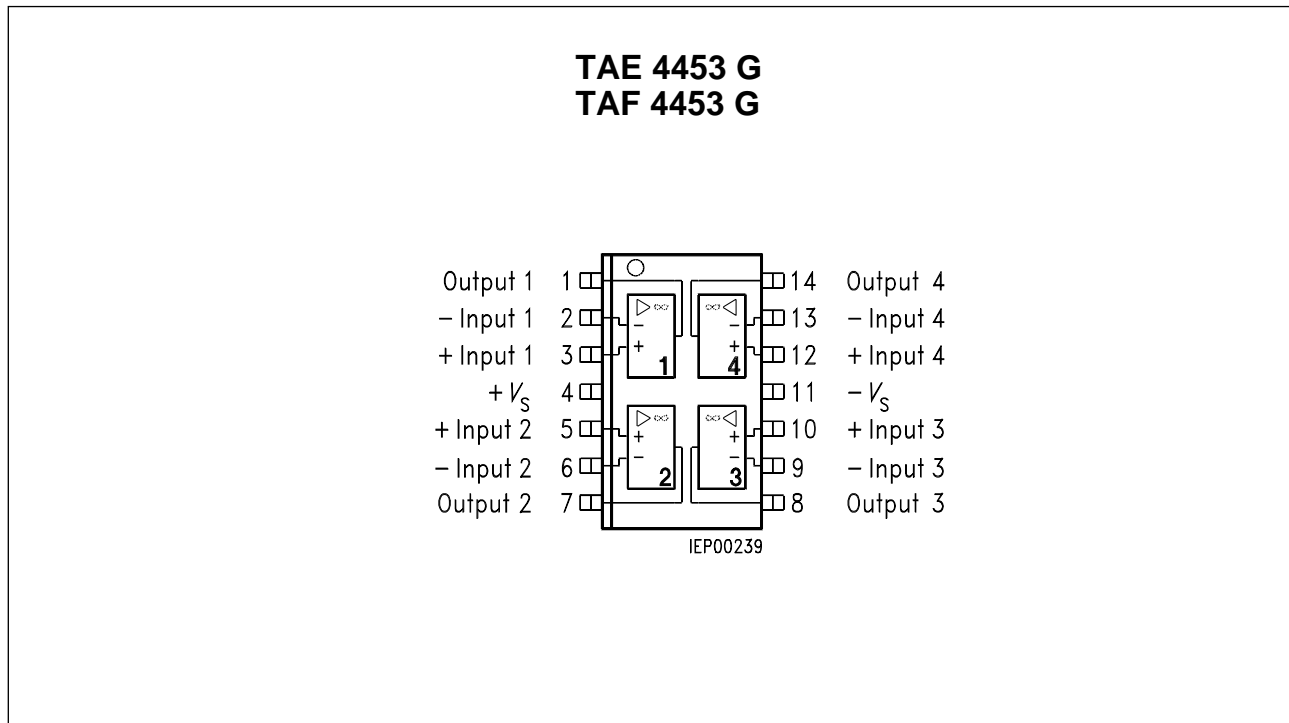 TAE 4453 G
TAF 4453 G
Output 1 1 14 Output 4
− Input 1 2 13 − Input 4
+ Input 1 3 12 + Input 4
+ VS 4 11 − VS
+ Input 2 5 10 + Input 3
− Input 2 6 9 − Input 3
Output 2 7 8 Output 3
▷ ∞
−
+
1
∞ ◁
−
+
4
▷ ∞
+
−
2
∞ ◁
+
−
3
IEP00239